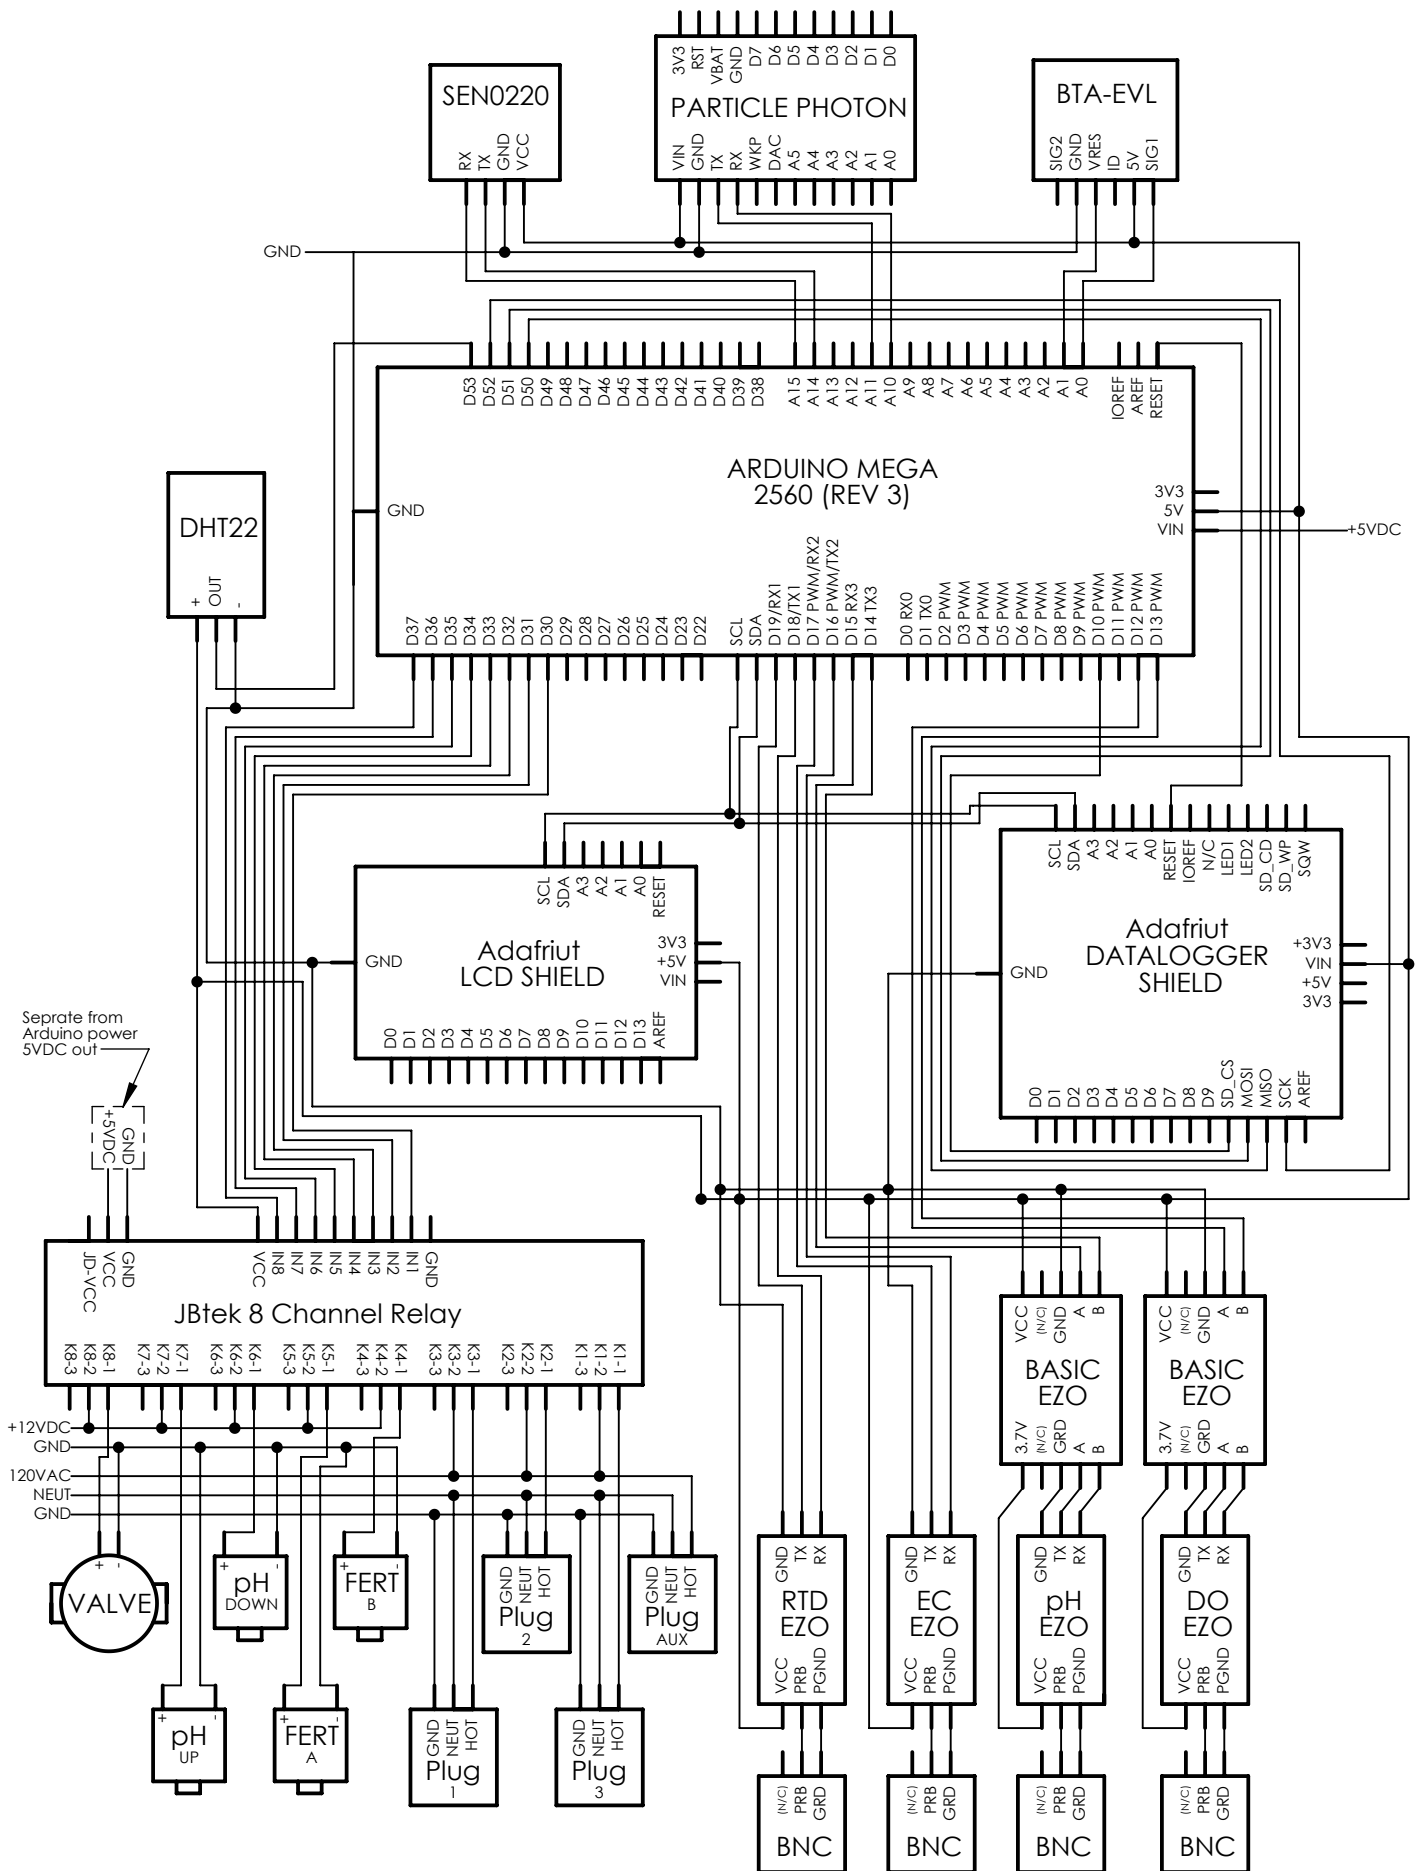 3V3
RST
VBAT
GND
D7
D6
D5
D4
D3
D2
D1
D0
PARTICLE PHOTON
VIN
GND
TX
RX
WKP
DAC
A5
A4
A3
A2
A1
A0
SEN0220
RX
TX
GND
VCC
BTA-EVL
SIG2
GND
VRES
ID
5V
SIG1
GND
D53
D52
D51
D50
D49
D48
D47
D46
D45
D44
D43
D42
D41
D40
D39
D38
A15
A14
A13
A12
A11
A10
A9
A8
A7
A6
A5
A4
A3
A2
A1
A0
IOREF
AREF
RESET
ARDUINO MEGA
2560 (REV 3)
GND
3V3
5V
VIN
+5VDC
D37
D36
D35
D34
D33
D32
D31
D30
D29
D28
D27
D26
D25
D24
D23
D22
SCL
SDA
D19/RX1
D18/TX1
D17 PWM/RX2
D16 PWM/TX2
D15 RX3
D14 TX3
D0 RX0
D1 TX0
D2 PWM
D3 PWM
D4 PWM
D5 PWM
D6 PWM
D7 PWM
D8 PWM
D9 PWM
D10 PWM
D11 PWM
D12 PWM
D13 PWM
DHT22
+
OUT
-
SCL
SDA
A3
A2
A1
A0
RESET
Adafriut
LCD SHIELD
GND
3V3
+5V
VIN
D0
D1
D2
D3
D4
D5
D6
D7
D8
D9
D10
D11
D12
D13
AREF
SCL
SDA
A3
A2
A1
A0
RESET
IOREF
N/C
LED1
LED2
SD_CD
SD_WP
SQW
Adafriut
DATALOGGER
SHIELD
GND
+3V3
VIN
+5V
3V3
D0
D1
D2
D3
D4
D5
D6
D7
D8
D9
SD_CS
MOSI
MISO
SCK
AREF
Seprate from
Arduino power
5VDC out
+5VDC
GND
JD-VCC
VCC
GND
VCC
IN8
IN7
IN6
IN5
IN4
IN3
IN2
IN1
GND
JBtek 8 Channel Relay
K8-3
K8-2
K8-1
K7-3
K7-2
K7-1
K6-3
K6-2
K6-1
K5-3
K5-2
K5-1
K4-3
K4-2
K4-1
K3-3
K3-2
K3-1
K2-3
K2-2
K2-1
K1-3
K1-2
K1-1
+12VDC
GND
120VAC
NEUT
GND
+
-
VALVE
+
-
pH
DOWN
+
-
FERT
B
GND
NEUT
HOT
Plug
2
GND
NEUT
HOT
Plug
AUX
+
-
pH
UP
+
-
FERT
A
GND
NEUT
HOT
Plug
1
GND
NEUT
HOT
Plug
3
VCC
(N/C)
GND
A
B
BASIC
EZO
3.7V
(N/C)
GRD
A
B
VCC
(N/C)
GND
A
B
BASIC
EZO
3.7V
(N/C)
GRD
A
B
GND
TX
RX
RTD
EZO
VCC
PRB
PGND
GND
TX
RX
EC
EZO
VCC
PRB
PGND
GND
TX
RX
pH
EZO
VCC
PRB
PGND
GND
TX
RX
DO
EZO
VCC
PRB
PGND
(N/C)
PRB
GRD
BNC
(N/C)
PRB
GRD
BNC
(N/C)
PRB
GRD
BNC
(N/C)
PRB
GRD
BNC